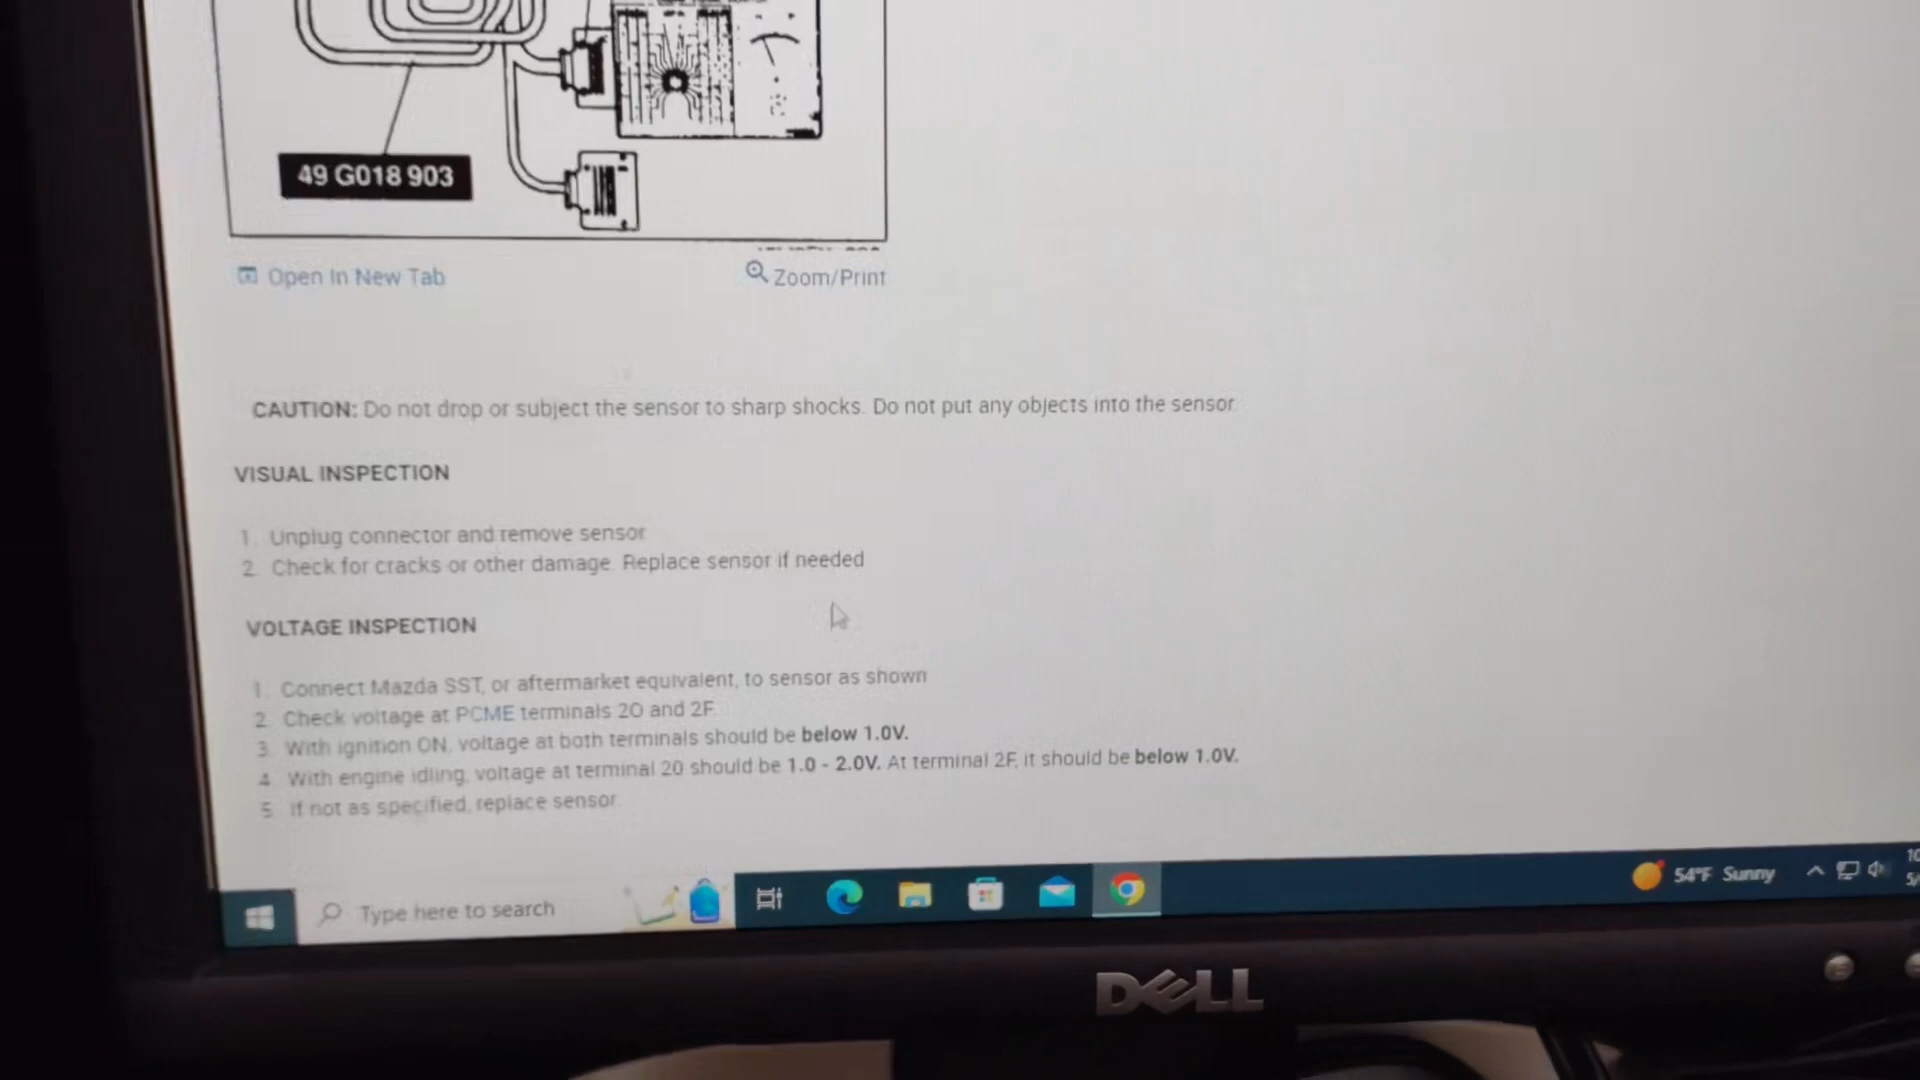 49 G018 903
Open In New Tab
Zoom/Print
CAUTION: Do not drop or subject the sensor to sharp shocks. Do not put any objects into the sensor.
VISUAL INSPECTION
1. Unplug connector and remove sensor
2. Check for cracks or other damage. Replace sensor if needed
VOLTAGE INSPECTION
1. Connect Mazda SST, or aftermarket equivalent, to sensor as shown
2. Check voltage at PCME terminals 2O and 2F.
3. With ignition ON, voltage at both terminals should be below 1.0V.
4. With engine idling, voltage at terminal 20 should be 1.0 - 2.0V. At terminal 2F, it should be below 1.0V.
5. If not as specified, replace sensor.
Type here to search
54°F Sunny
DELL